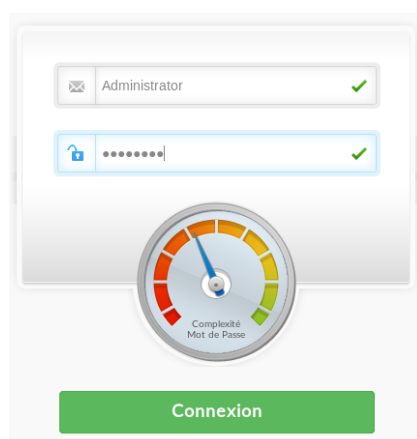 Administrator
••••••••
Complexité
Mot de Passe
Connexion